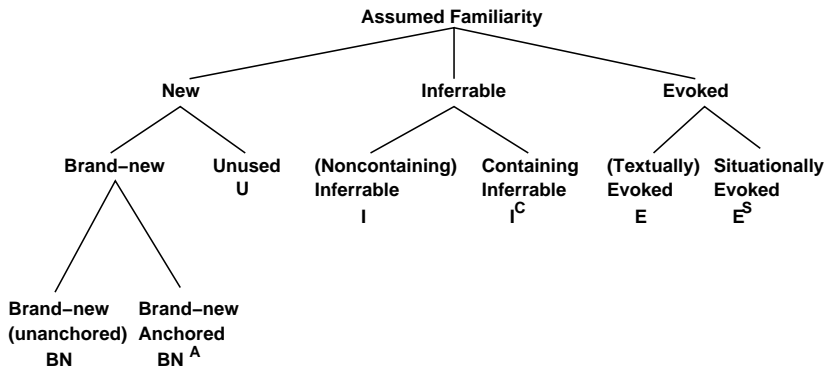 Assumed Familiarity
New Inferrable Evoked
Brand–new Unused (Noncontaining) Containing (Textually) Situationally
U Inferrable Inferrable Evoked Evoked
I I^C E E^S
Brand–new Brand–new
(unanchored) Anchored
BN BN^A